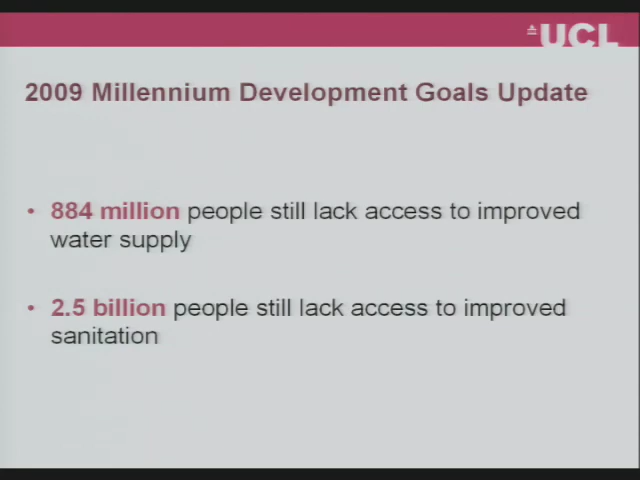 UCL
2009 Millennium Development Goals Update
• 884 million people still lack access to improved
water supply
• 2.5 billion people still lack access to improved
sanitation